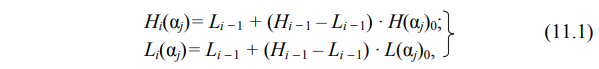 Hᵢ(αⱼ)= Lᵢ ₋ ₁ + (Hᵢ ₋ ₁ – Lᵢ ₋ ₁) · H(αⱼ)₀;
Lᵢ(αⱼ)= Lᵢ ₋ ₁ + (Hᵢ ₋ ₁ – Lᵢ ₋ ₁) · L(αⱼ)₀, (11.1)